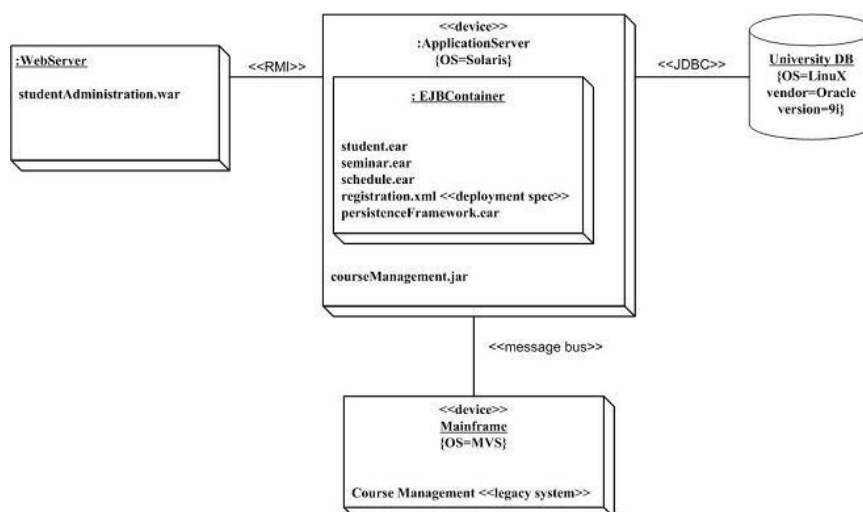 :WebServer
studentAdministration.war
<<RMI>>
<<device>>
:ApplicationServer
{OS=Solaris}
: EJBContainer
student.ear
seminar.ear
schedule.ear
registration.xml <<deployment spec>>
persistenceFramework.ear
courseManagement.jar
<<JDBC>>
University DB
{OS=LinuX
vendor=Oracle
version=9i}
<<message bus>>
<<device>>
Mainframe
{OS=MVS}
Course Management <<legacy system>>